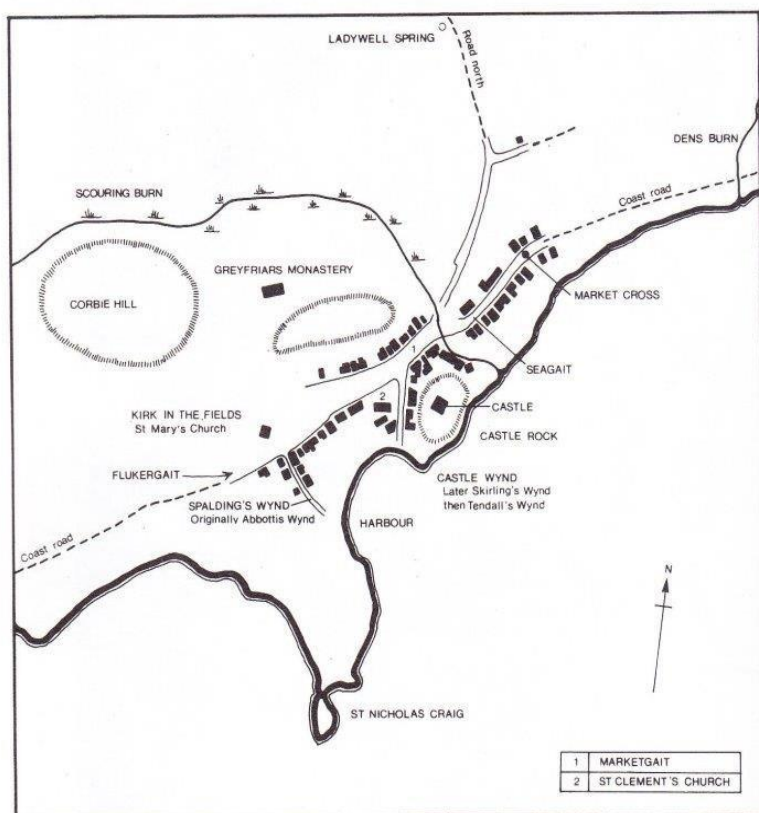 LADYWELL SPRING
Road north
DENS BURN
Coast road
SCOURING BURN
GREYFRIARS MONASTERY
CORBIE HILL
MARKET CROSS
1
SEAGAIT
2
CASTLE
KIRK IN THE FIELDS
St Mary's Church
CASTLE ROCK
FLUKERGAIT
CASTLE WYND
Later Skirling's Wynd
then Tendall's Wynd
SPALDING'S WYND
Originally Abbottis Wynd
HARBOUR
Coast road
N
ST NICHOLAS CRAIG
1 MARKETGAIT
2 ST CLEMENT'S CHURCH